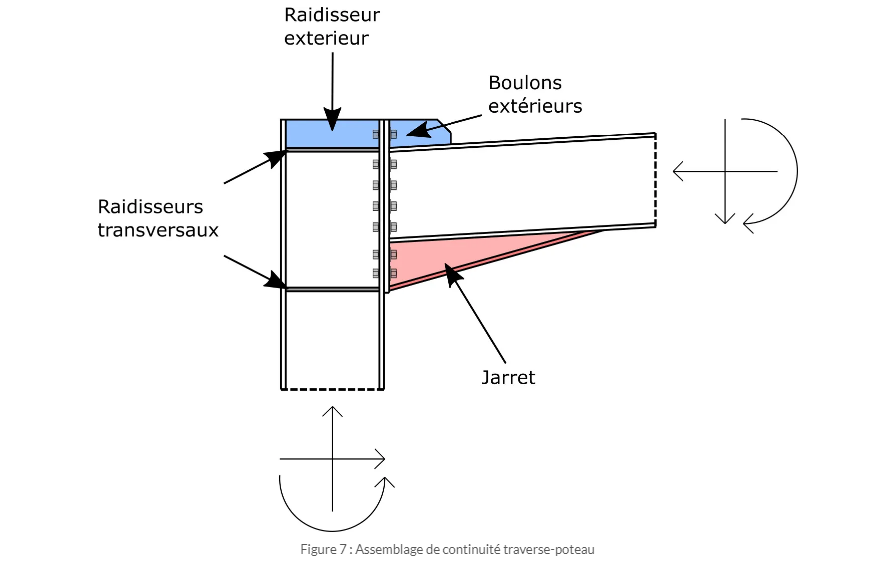 Raidisseur
exterieur
Boulons
extérieurs
Raidisseurs
transversaux
Jarret
Figure 7 : Assemblage de continuité traverse-poteau